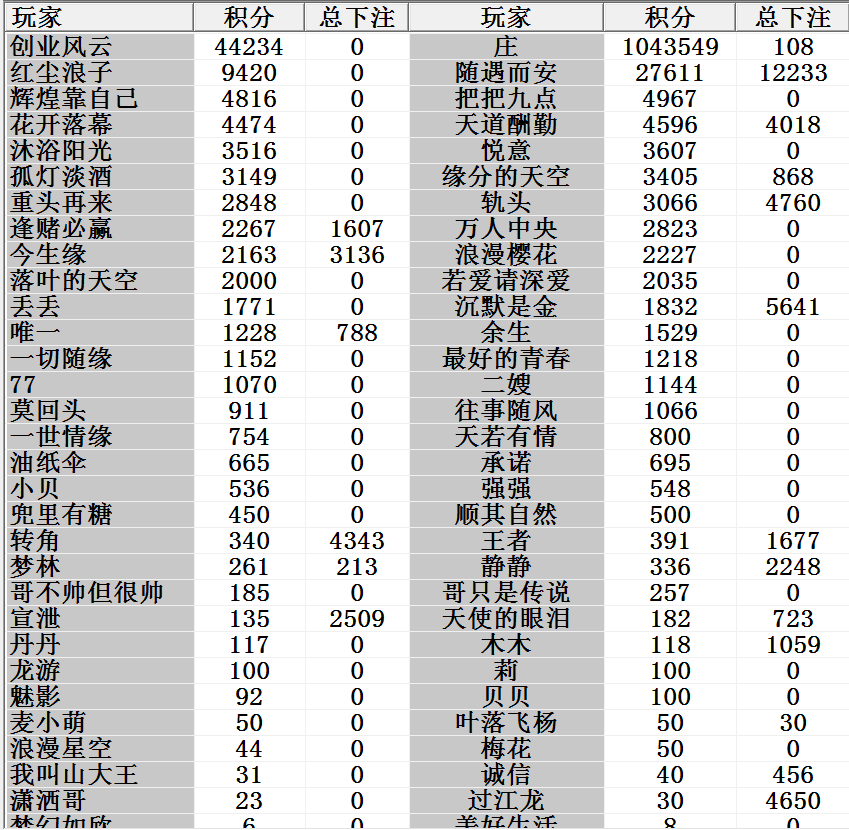 玩家 积分 总下注 玩家 积分 总下注
创业风云 44234 0 庄 1043549 108
红尘浪子 9420 0 随遇而安 27611 12233
辉煌靠自己 4816 0 把把九点 4967 0
花开落幕 4474 0 天道酬勤 4596 4018
沐浴阳光 3516 0 悦意 3607 0
孤灯淡酒 3149 0 缘分的天空 3405 868
重头再来 2848 0 轨头 3066 4760
逢赌必赢 2267 1607 万人中央 2823 0
今生缘 2163 3136 浪漫樱花 2227 0
落叶的天空 2000 0 若爱请深爱 2035 0
丢丢 1771 0 沉默是金 1832 5641
唯一 1228 788 余生 1529 0
一切随缘 1152 0 最好的青春 1218 0
77 1070 0 二嫂 1144 0
莫回头 911 0 往事随风 1066 0
一世情缘 754 0 天若有情 800 0
油纸伞 665 0 承诺 695 0
小贝 536 0 强强 548 0
兜里有糖 450 0 顺其自然 500 0
转角 340 4343 王者 391 1677
梦林 261 213 静静 336 2248
哥不帅但很帅 185 0 哥只是传说 257 0
宣泄 135 2509 天使的眼泪 182 723
丹丹 117 0 木木 118 1059
龙游 100 0 莉 100 0
魅影 92 0 贝贝 100 0
麦小萌 50 0 叶落飞杨 50 30
浪漫星空 44 0 梅花 50 0
我叫山大王 31 0 诚信 40 456
潇洒哥 23 0 过江龙 30 4650
梦幻如欣 6 0 美好生活 8 0